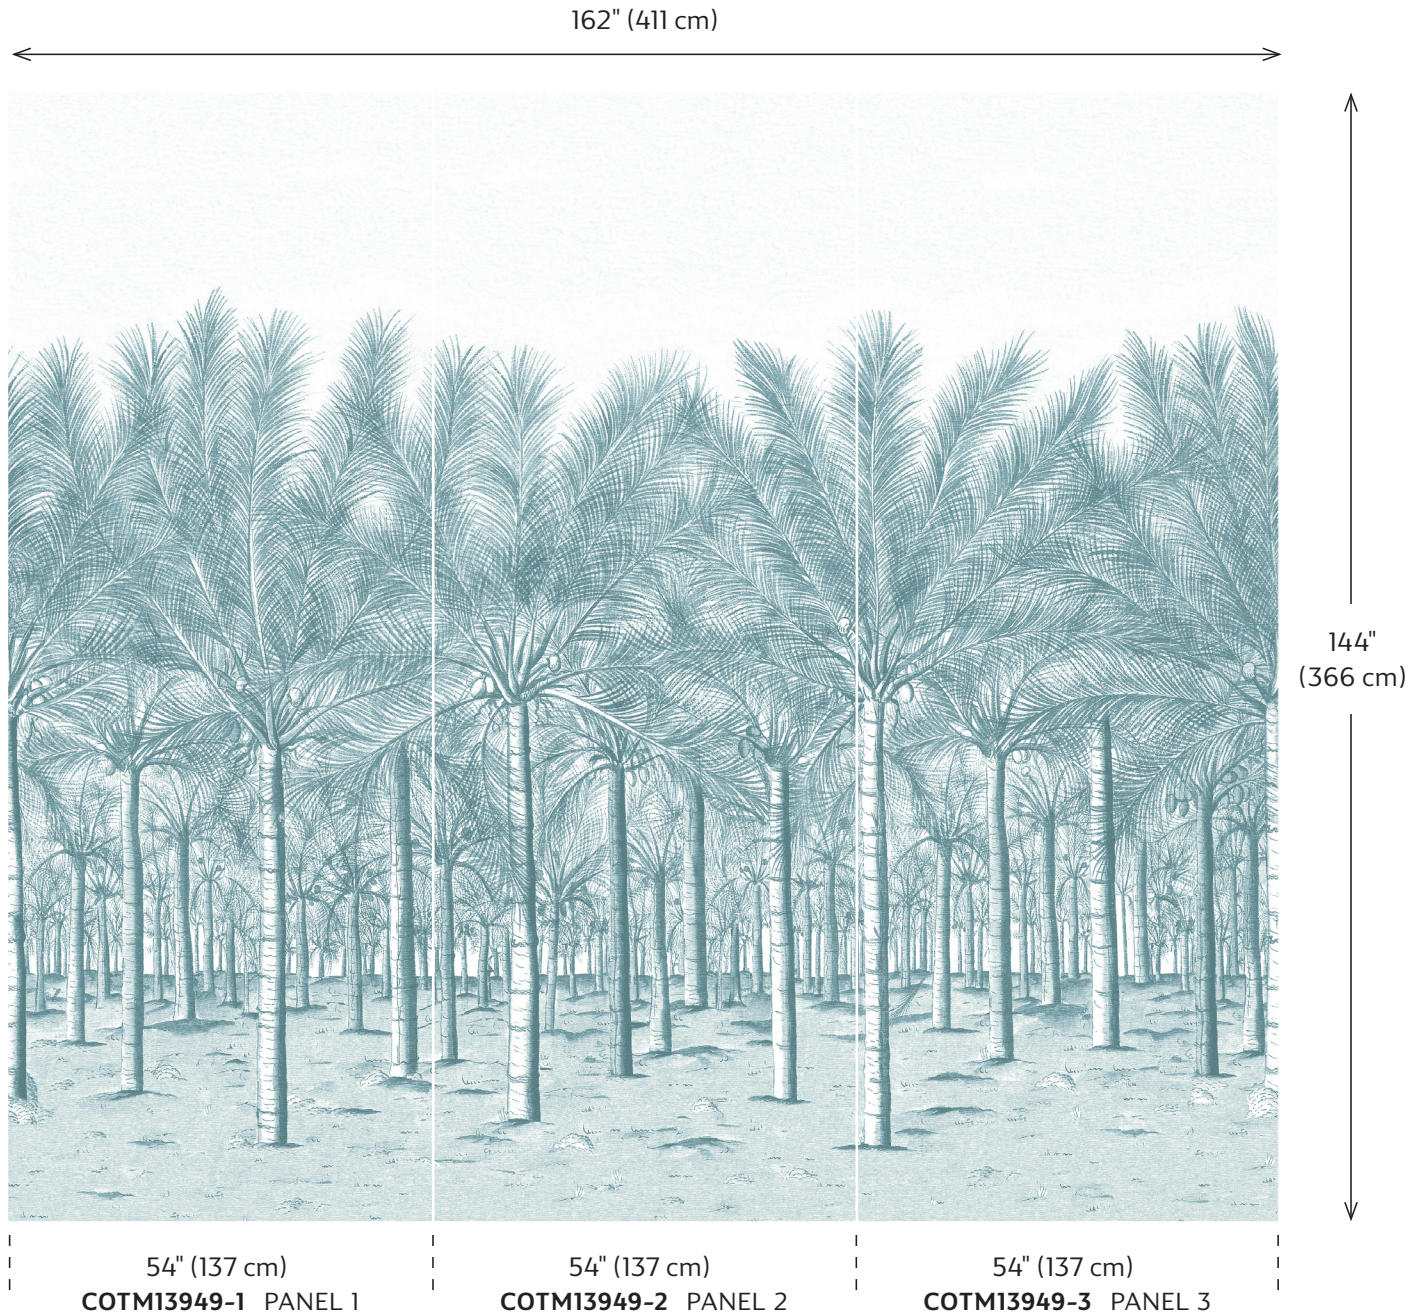 162" (411 cm)
144"
(366 cm)
54" (137 cm)
COTM13949-1 PANEL 1
54" (137 cm)
COTM13949-2 PANEL 2
54" (137 cm)
COTM13949-3 PANEL 3